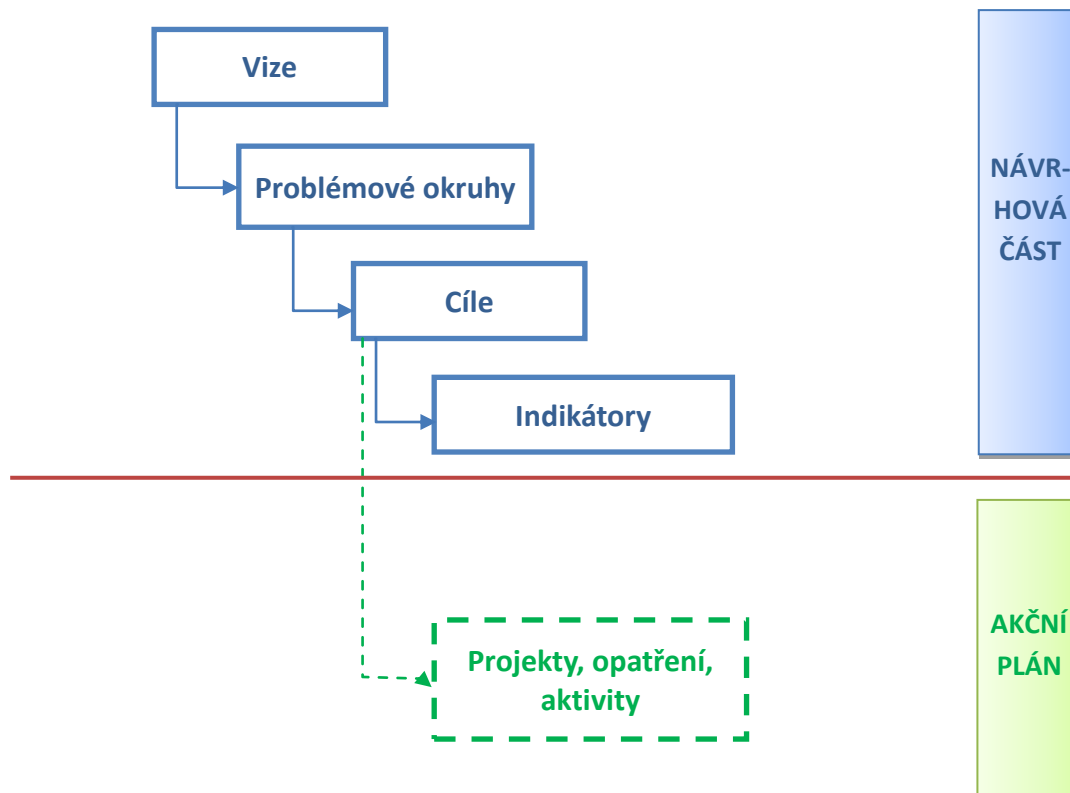 Vize
Problémové okruhy
Cíle
Indikátory
NÁVR-
HOVÁ
ČÁST
Projekty, opatření,
aktivity
AKČNÍ
PLÁN